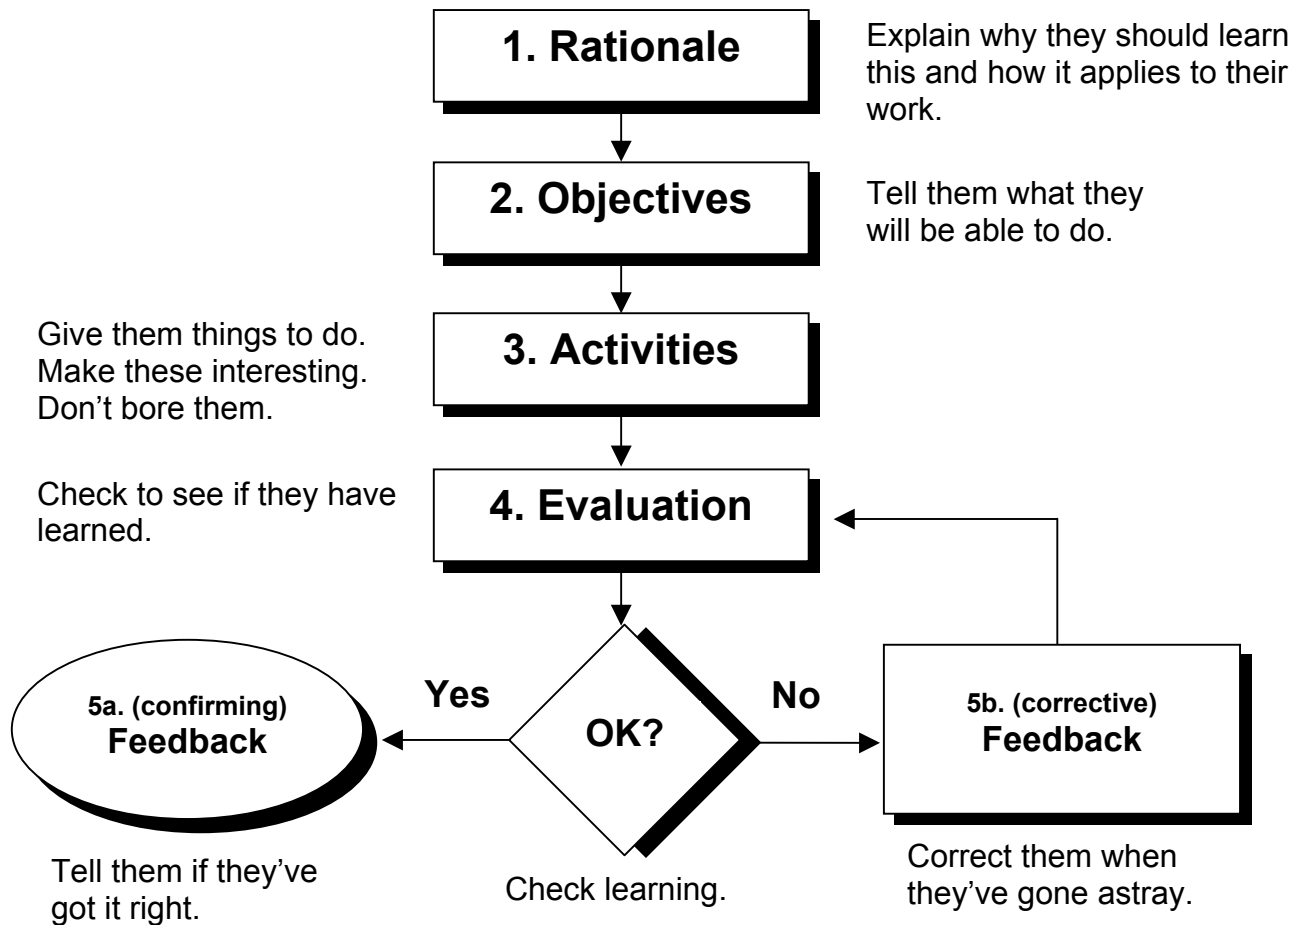 1. Rationale
Explain why they should learn
this and how it applies to their
work.
2. Objectives
Tell them what they
will be able to do.
Give them things to do.
Make these interesting.
Don’t bore them.
3. Activities
Check to see if they have
learned.
4. Evaluation
Yes
No
5a. (confirming)
Feedback
OK?
5b. (corrective)
Feedback
Tell them if they’ve
got it right.
Check learning.
Correct them when
they’ve gone astray.